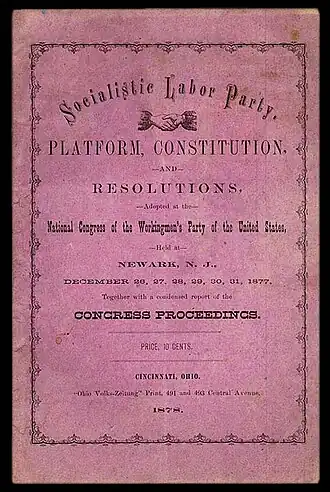 Socialistic Labor Party.
PLATFORM, CONSTITUTION,
—AND—
RESOLUTIONS,
—Adopted at the—
National Congress of the Workingmen's Party of the United States,
—Held at—
NEWARK, N. J.,
DECEMBER 26, 27, 28, 29, 30, 31, 1877.
Together with a condensed report of the
CONGRESS PROCEEDINGS.
PRICE, 10 CENTS.
CINCINNATI, OHIO.
"Ohio Volks-Zeitung" Print, 491 and 493 Central Avenue,
1878.